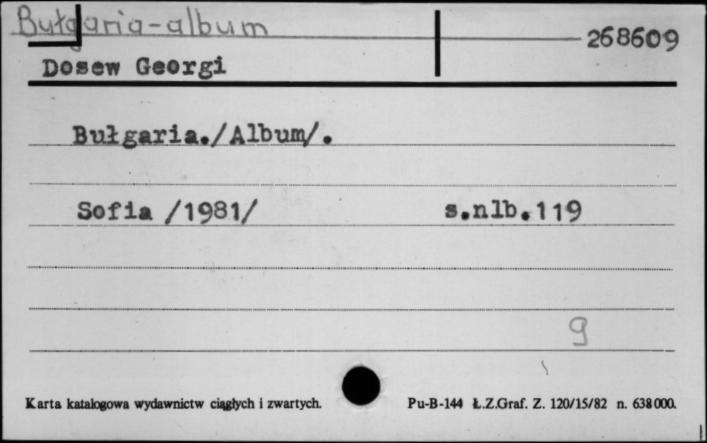 Bułgaria-album
268609
Dosew Georgi
Bułgaria./Album/.
Sofia /1981/ s.nlb.119
g
Karta katalogowa wydawnictw ciągłych i zwartych. Pu-B-144 Ł.Z.Graf. Z. 120/15/82 n. 638000.